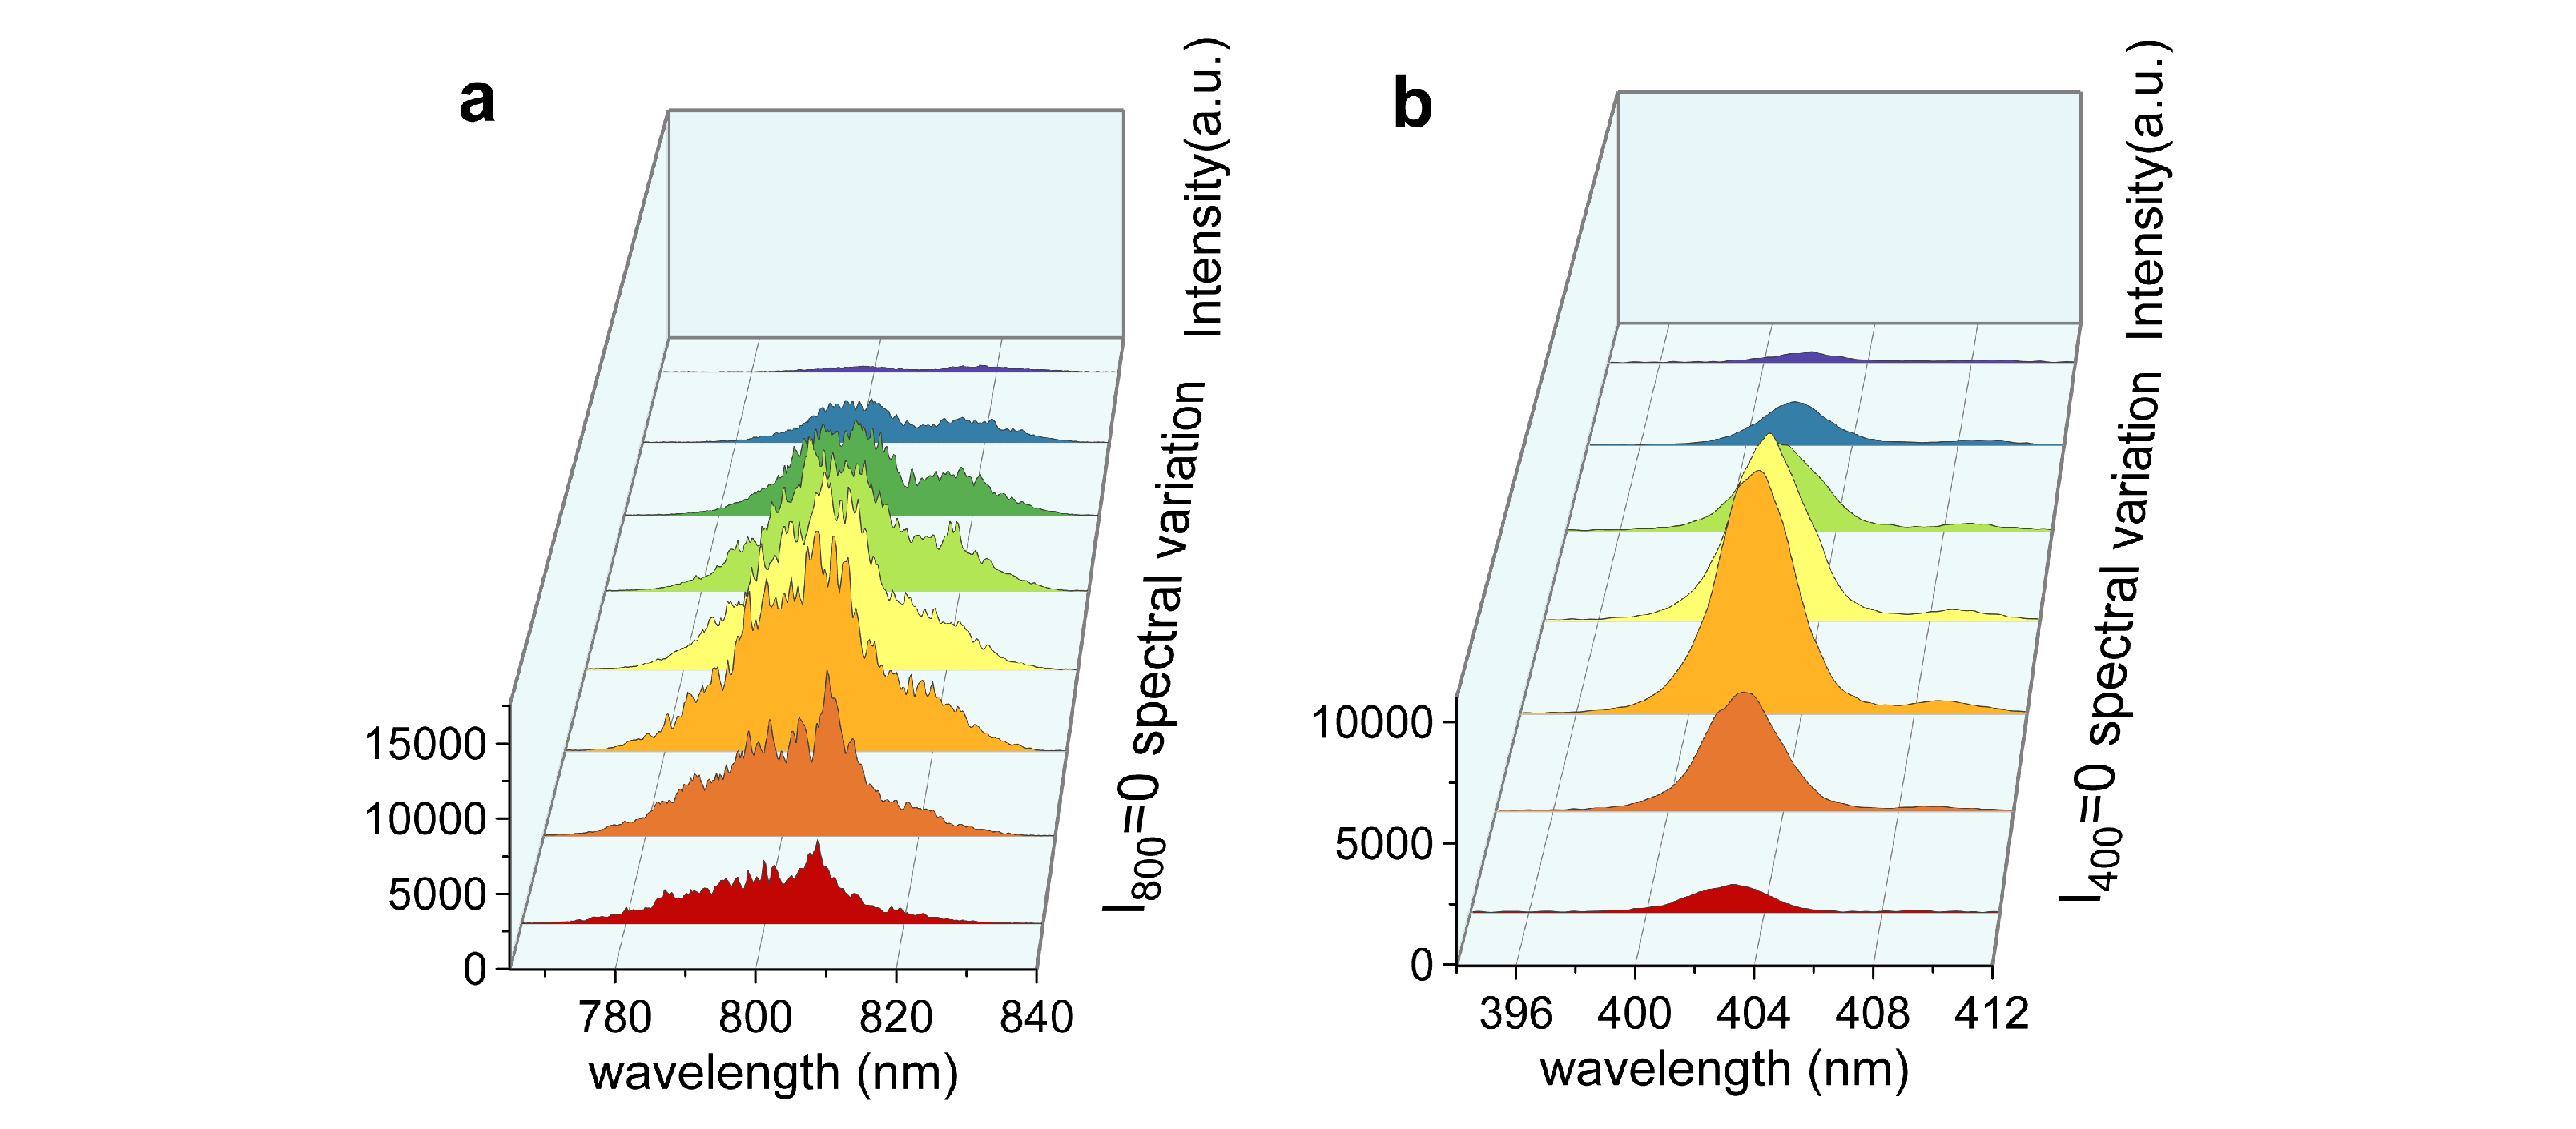 a
Intensity(a.u.)
I800=0 spectral variation
15000
10000
5000
0
780 800 820 840
wavelength (nm)
b
Intensity(a.u.)
I400=0 spectral variation
10000
5000
0
396 400 404 408 412
wavelength (nm)